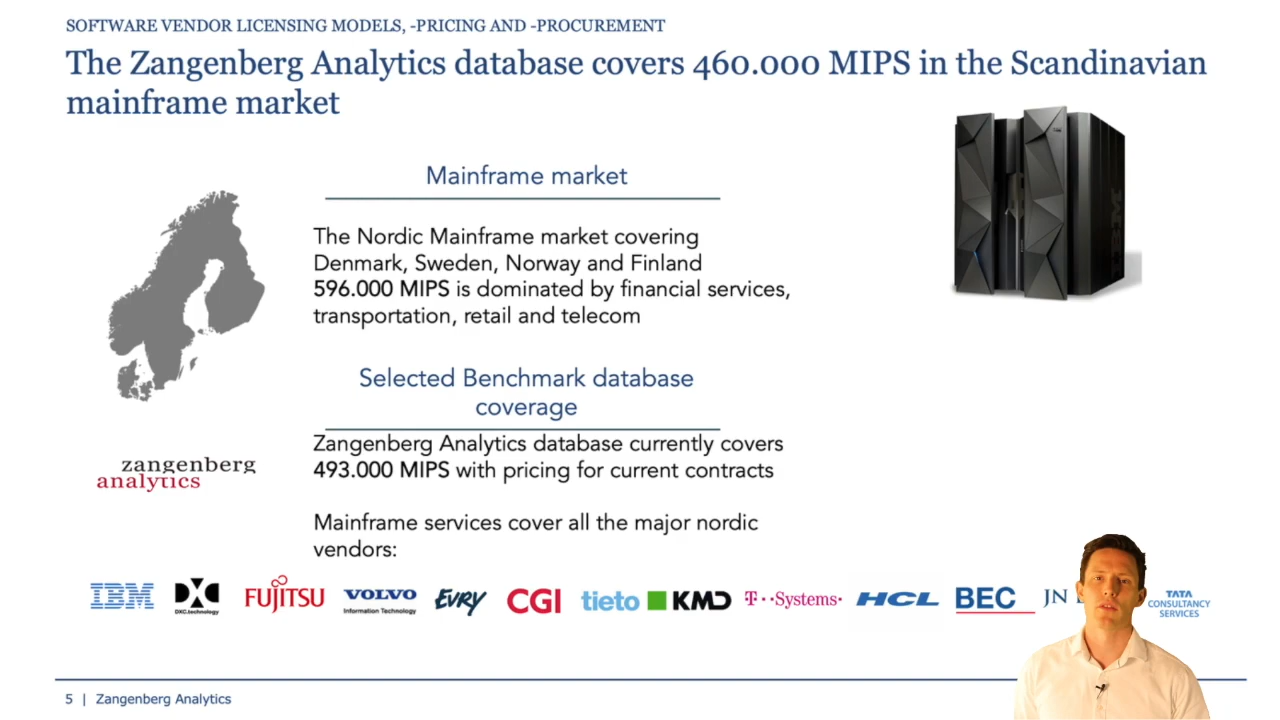 SOFTWARE VENDOR LICENSING MODELS, -PRICING AND -PROCUREMENT
The Zangenberg Analytics database covers 460.000 MIPS in the Scandinavian
mainframe market
Mainframe market
The Nordic Mainframe market covering
Denmark, Sweden, Norway and Finland
596.000 MIPS is dominated by financial services,
transportation, retail and telecom
Selected Benchmark database
coverage
Zangenberg Analytics database currently covers
493.000 MIPS with pricing for current contracts
zangenberg
analytics
Mainframe services cover all the major nordic
vendors:
IBM
DXC.technology
FUJITSU
VOLVO
Information Technology
EVRY
CGI
tieto
KMD
T··Systems·
HCL
BEC
JN
TATA
CONSULTANCY
SERVICES
5 | Zangenberg Analytics